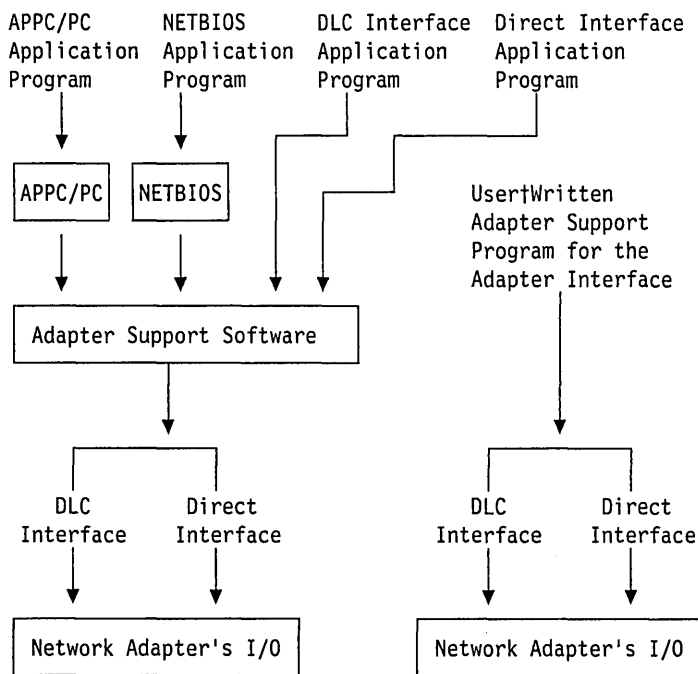 APPC/PC
Application
Program
NETBIOS
Application
Program
DLC Interface
Application
Program
Direct Interface
Application
Program
APPC/PC
NETBIOS
User†Written
Adapter Support
Program for the
Adapter Interface
Adapter Support Software
DLC
Interface
Direct
Interface
DLC
Interface
Direct
Interface
Network Adapter's I/O
Network Adapter's I/O